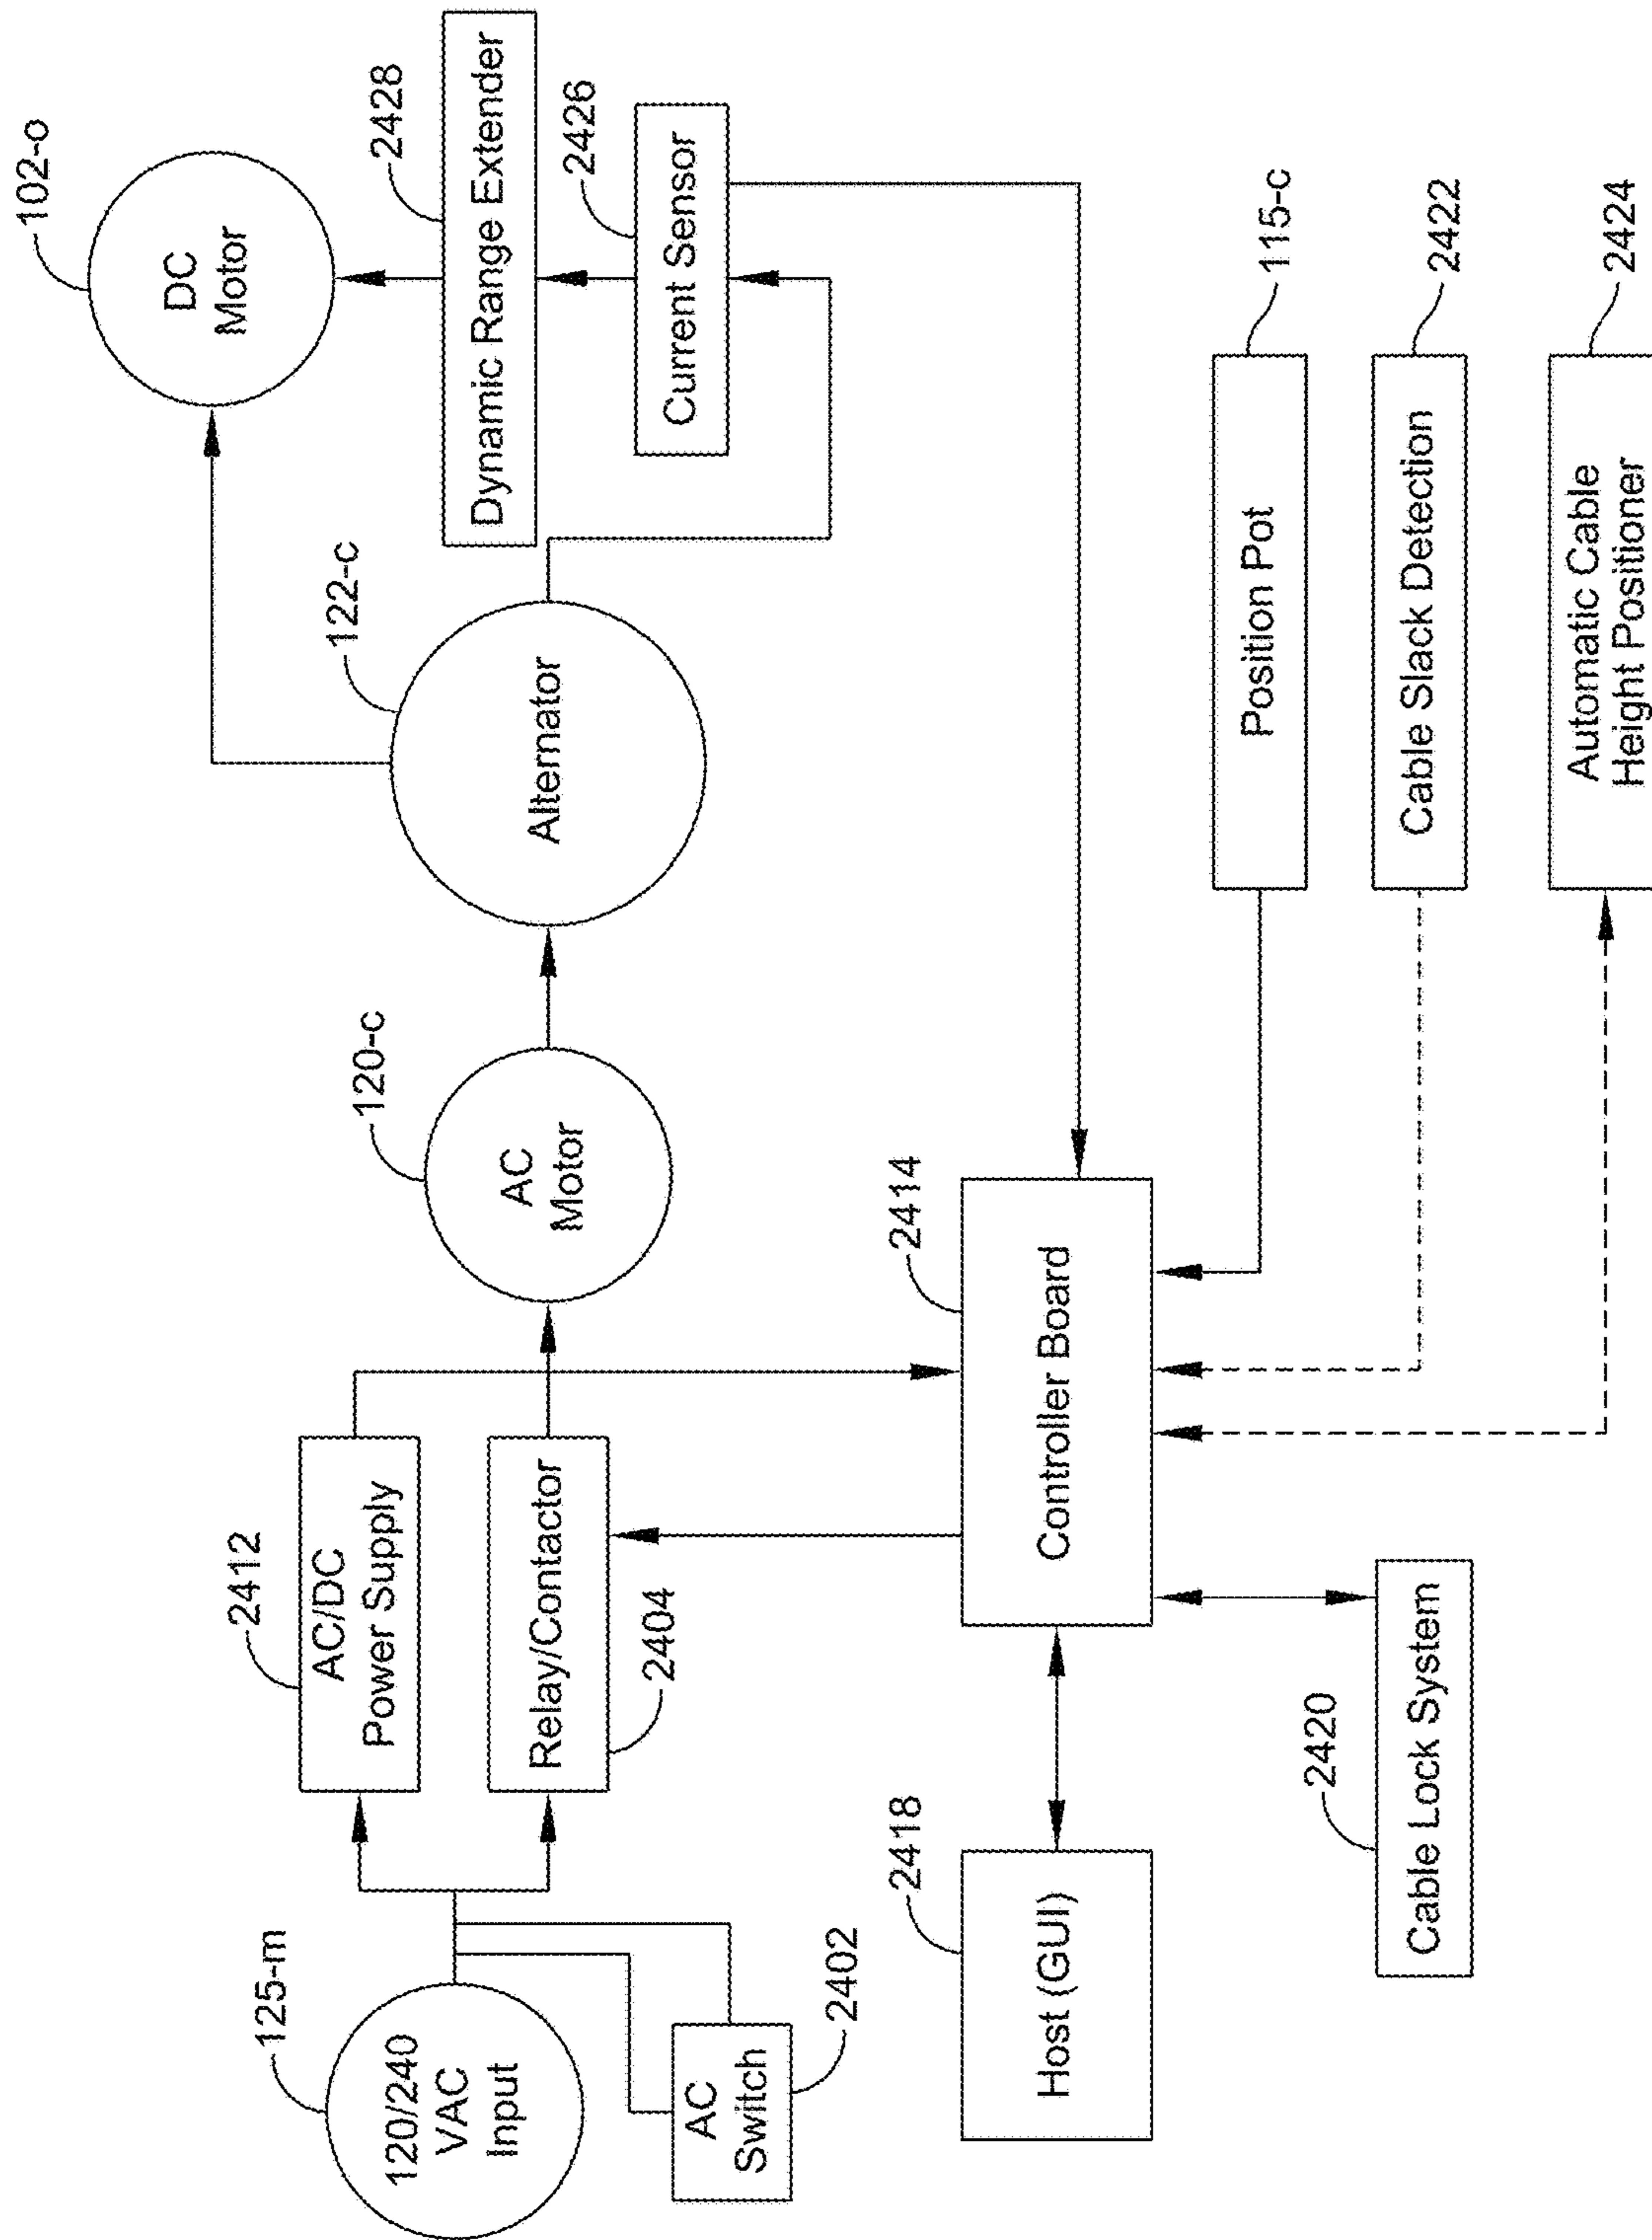 125-m
120/240
VAC
Input
AC
Switch
2402
2412
AC/DC
Power Supply
Relay/Contactor
2404
120-c
AC
Motor
122-c
Alternator
102-o
DC
Motor
2428
Dynamic Range Extender
2426
Current Sensor
2418
Host (GUI)
2414
Controller Board
2420
Cable Lock System
Position Pot
115-c
Cable Slack Detection
2422
Automatic Cable
Height Positioner
2424